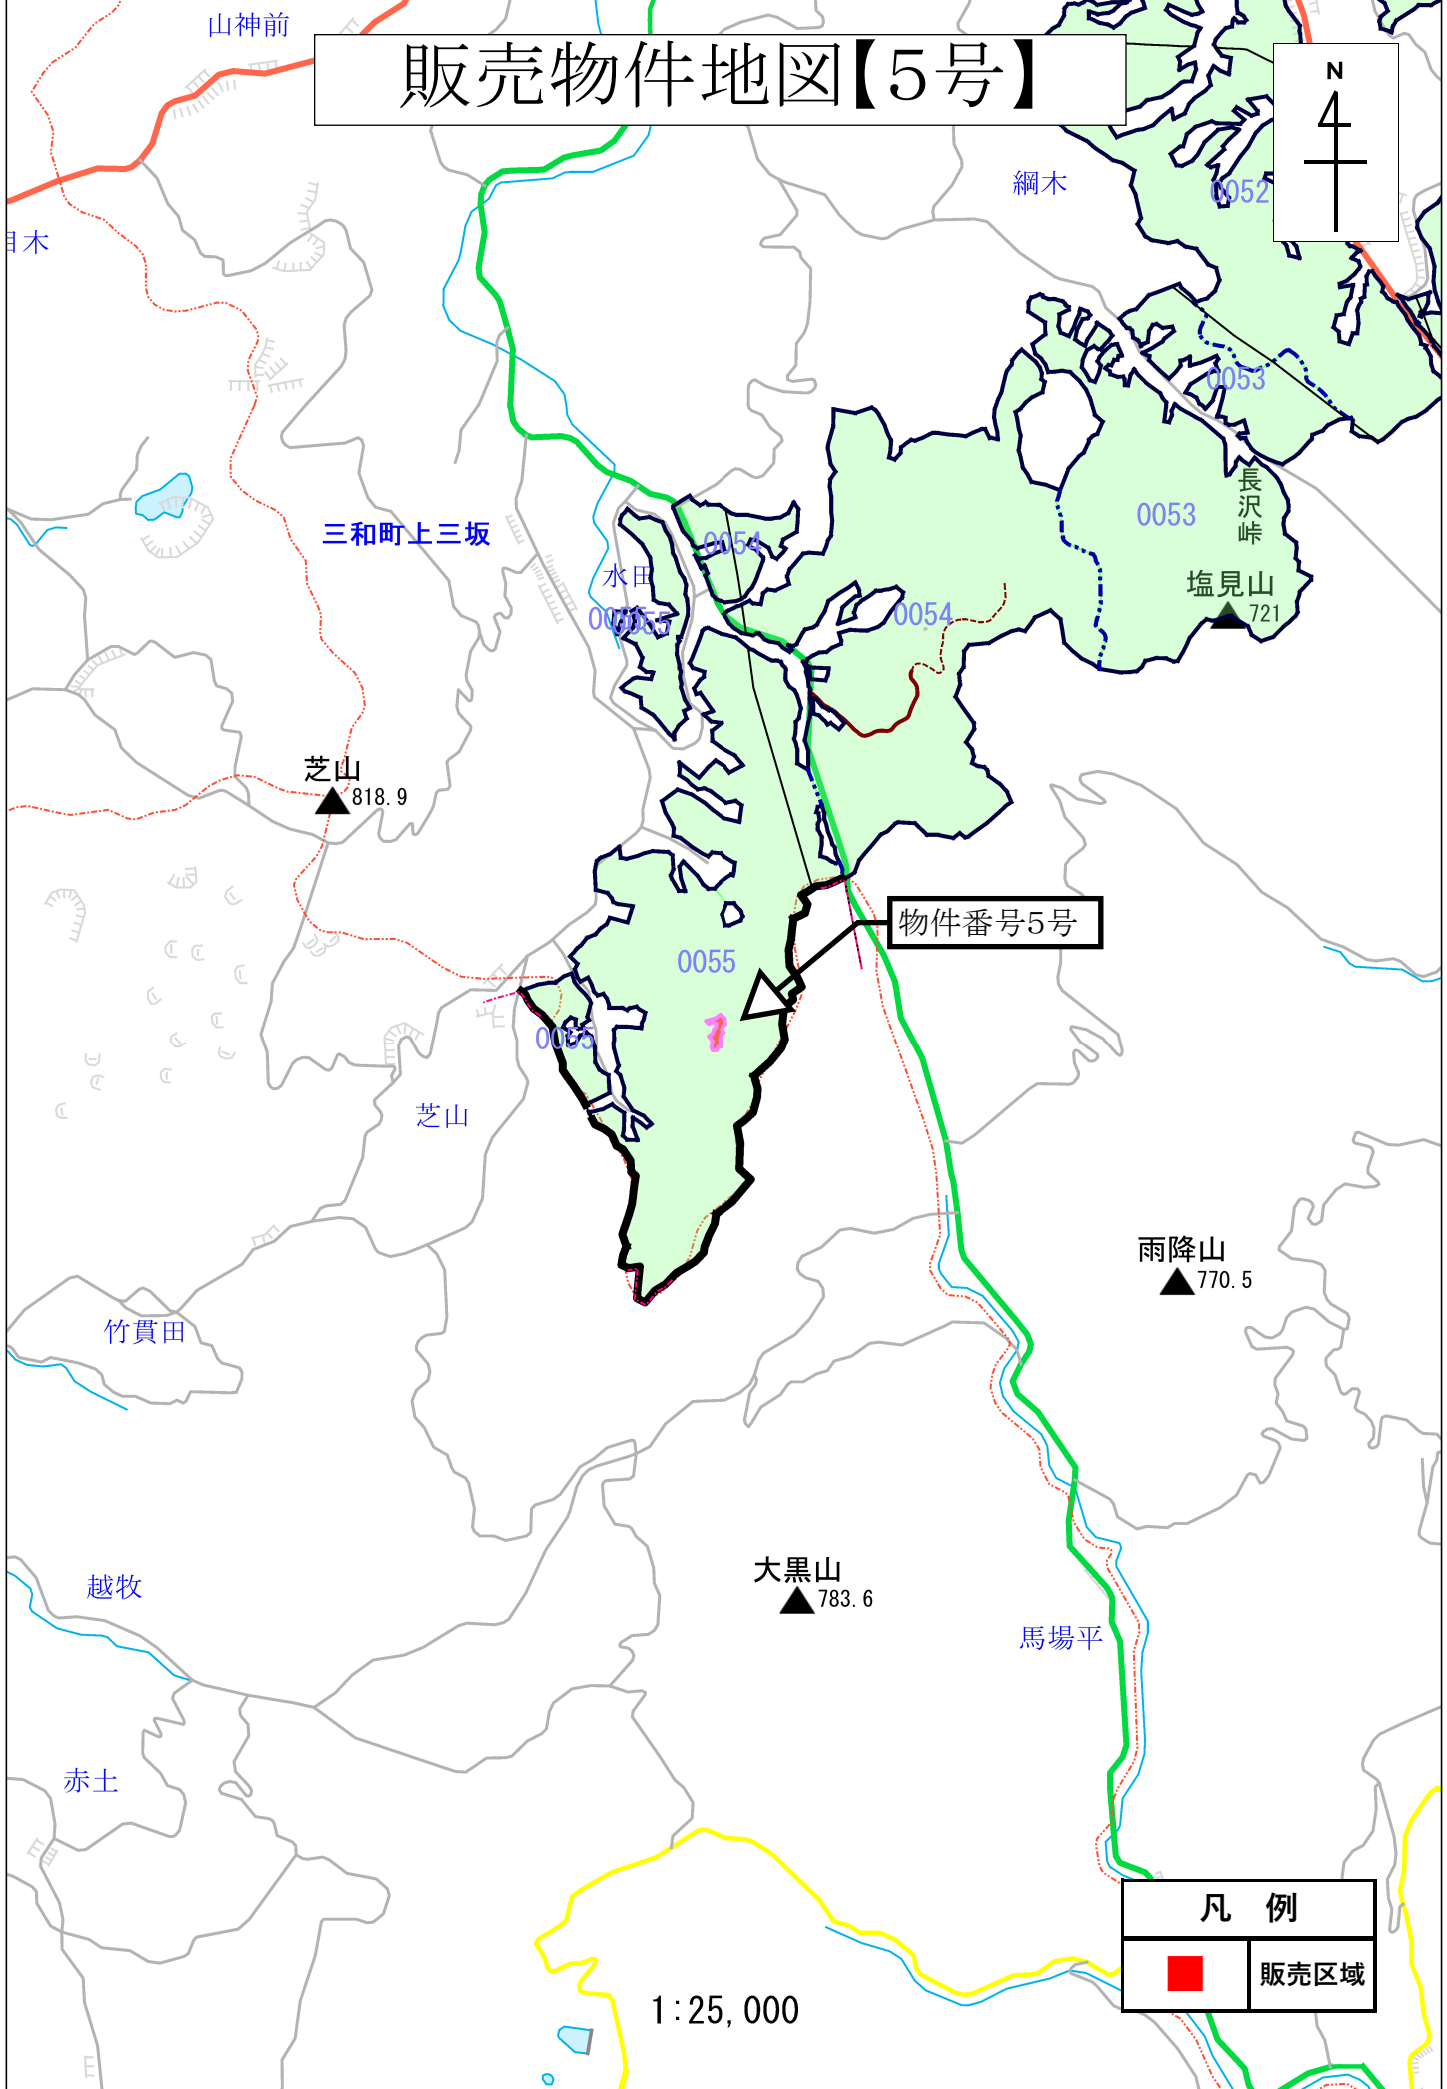 山神前
販売物件地図【５号】
N
綱木
0052
目木
0053
0053
長沢峠
三和町上三坂
0054
水田
塩見山
721
0055
0055
0054
芝山
818.9
物件番号5号
0055
0055
芝山
雨降山
770.5
竹貫田
大黒山
783.6
越牧
馬場平
赤土
凡　例
販売区域
1:25,000